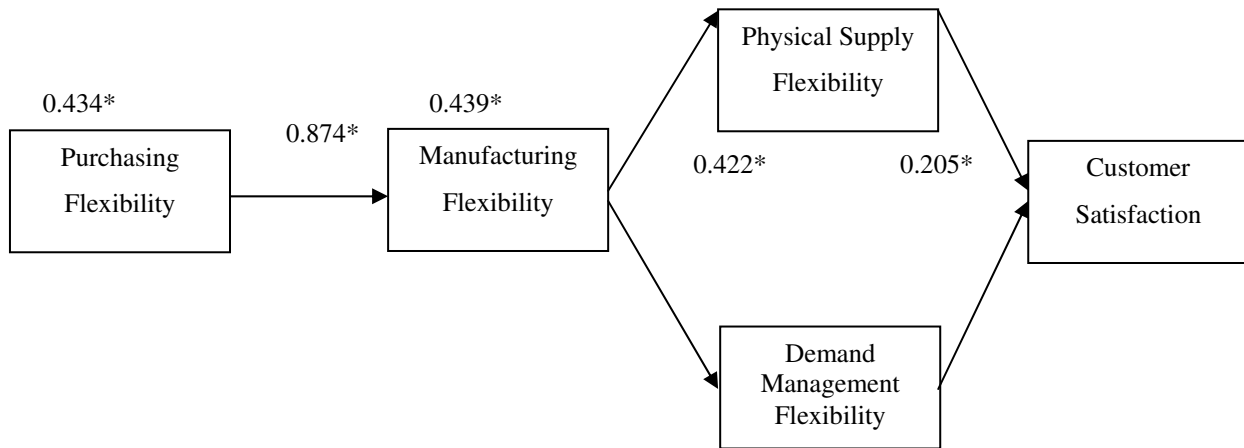 Physical Supply
Flexibility
0.434*
0.439*
0.874*
Purchasing
Flexibility
Manufacturing
Flexibility
0.422*
0.205*
Customer
Satisfaction
Demand
Management
Flexibility